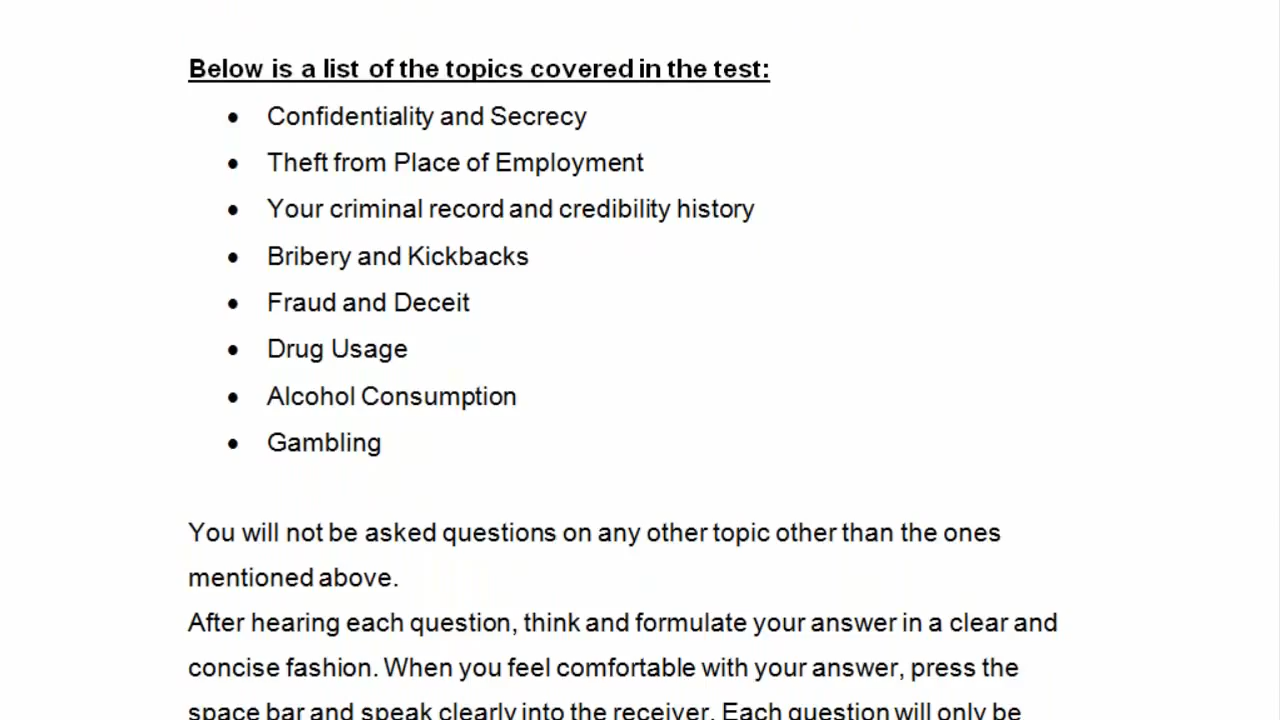 Below is a list of the topics covered in the test:
• Confidentiality and Secrecy
• Theft from Place of Employment
• Your criminal record and credibility history
• Bribery and Kickbacks
• Fraud and Deceit
• Drug Usage
• Alcohol Consumption
• Gambling
You will not be asked questions on any other topic other than the ones
mentioned above.
After hearing each question, think and formulate your answer in a clear and
concise fashion. When you feel comfortable with your answer, press the
space bar and speak clearly into the receiver. Each question will only be